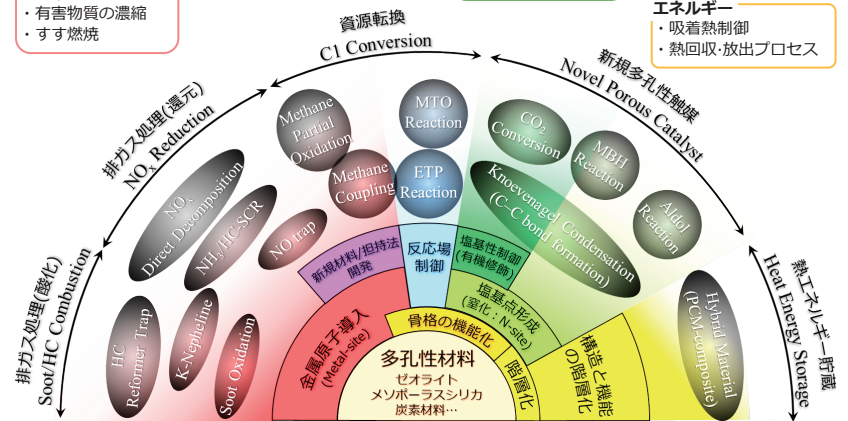 ・有害物質の濃縮
・すす燃焼
エネルギー
・吸着熱制御
・熱回収·放出プロセス
資源転換
C1 Conversion
排ガス処理(還元)
NOx Reduction
新規多孔性触媒
Novel Porous Catalyst
排ガス処理(酸化)
Soot/HC Combustion
熱エネルギー貯蔵
Heat Energy Storage
Methane
Partial
Oxidation
MTO
Reaction
CO2
Conversion
MBH
Reaction
Aldol
Reaction
Methane
Coupling
ETP
Reaction
Knoevenagel Condensation
(C–C bond formation)
NOx
Direct Decomposition
NH3/HC-SCR
NO trap
HC
Reformer Trap
K-Nepheline
Soot Oxidation
Hybrid Material
(PCM-composite)
新規材料/担持法
開発
反応場
制御
塩基性制御
(有機修飾)
金属原子導入
(Metal-site)
塩基点形成
(窒化：N-site)
骨格の機能化
階層化
構造と機能
の階層化
多孔性材料
ゼオライト
メソポーラスシリカ
炭素材料…